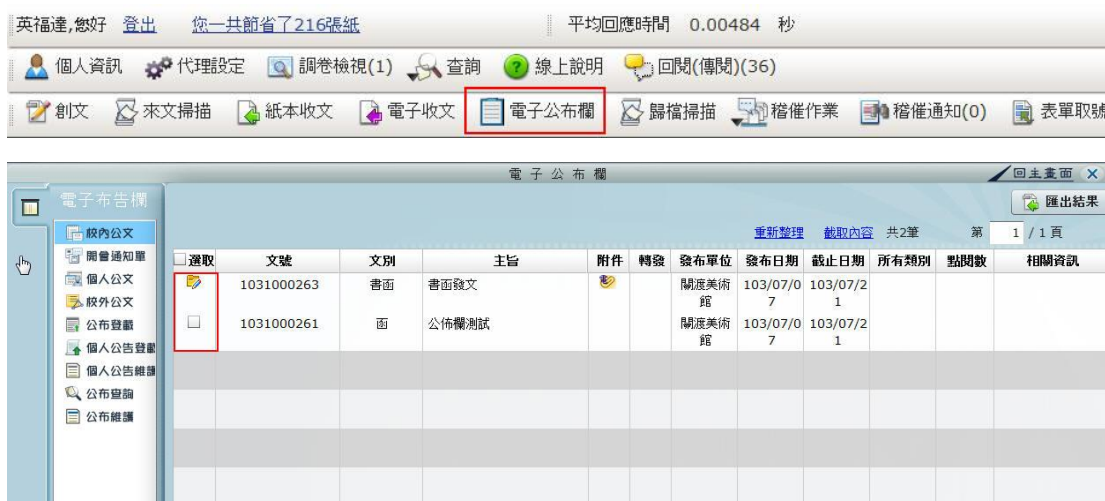 英福達,您好 登出 您一共節省了216張紙 平均回應時間 0.00484 秒
個人資訊 代理設定 調卷檢視(1) 查詢 線上說明 回閱(傳閱)(36)
創文 來文掃描 紙本收文 電子收文 電子公布欄 歸檔掃描 稽催作業 稽催通知(0) 表單取號
電子公布欄 回主畫面
電子布告欄 匯出結果
重新整理 截取內容 共2筆 第 1 / 1 頁
校內公文
開會通知單
個人公文
校外公文
公布登載
個人公告登載
個人公告維護
公布查詢
公布維護
選取 文號 文別 主旨 附件 轉發 發布單位 發布日期 截止日期 所有類別 點閱數 相關資訊
1031000263 書函 書面發文 關渡美術館 103/07/07 103/07/21
1031000261 函 公佈欄測試 關渡美術館 103/07/07 103/07/21